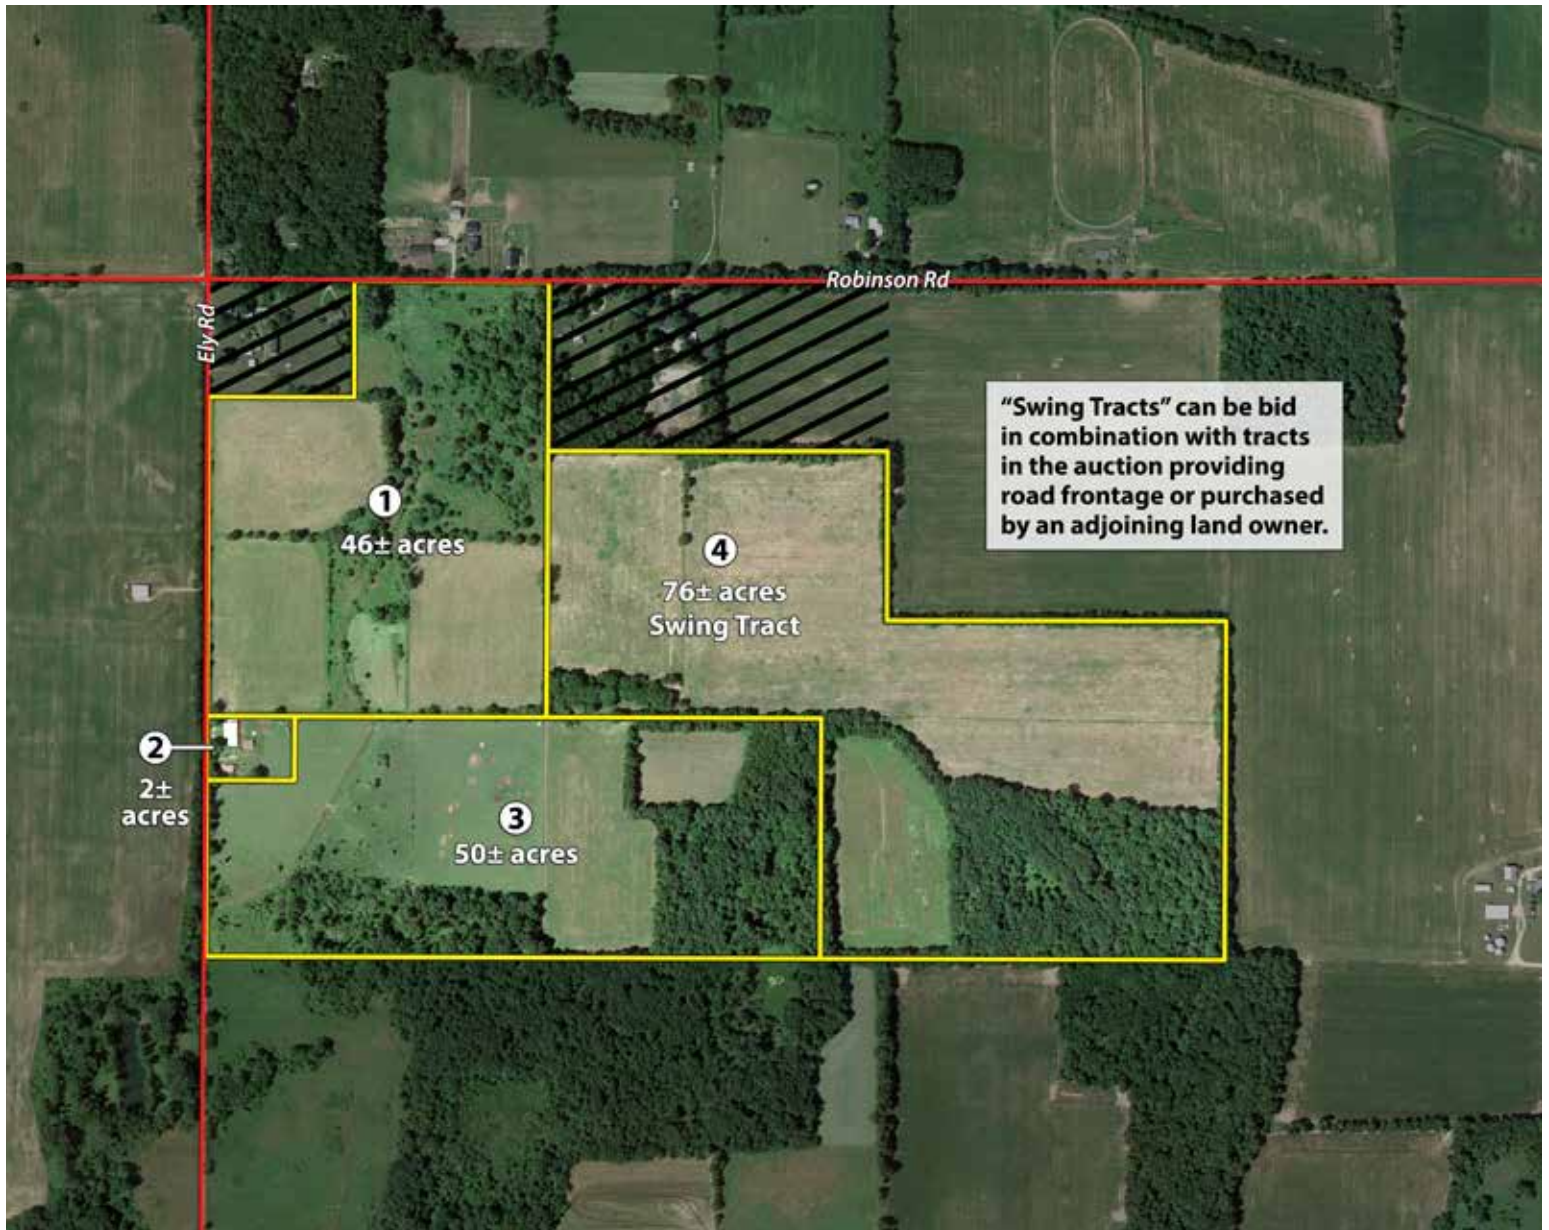 Robinson Rd
Ely Rd
“Swing Tracts” can be bid
in combination with tracts
in the auction providing
road frontage or purchased
by an adjoining land owner.
1
46± acres
4
76± acres
Swing Tract
2
2±
acres
3
50± acres